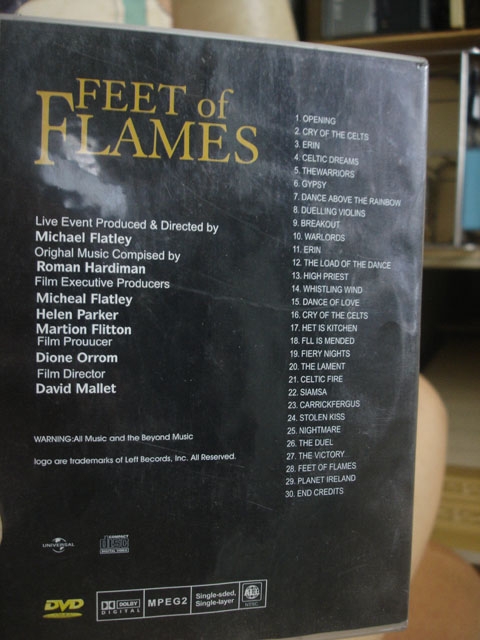 FEET of
FLAMES
Live Event Produced & Directed by
Michael Flatley
Orighal Music Compised by
Roman Hardiman
Film Executive Producers
Micheal Flatley
Helen Parker
Martion Flitton
Film Prouucer
Dione Orrom
Film Director
David Mallet
WARNING:All Music and the Beyond Music
logo are trademarks of Left Becords, Inc. All Reserved.
1. OPENING
2. CRY OF THE CELTS
3. ERIN
4. CELTIC DREAMS
5. THEWARRIORS
6. GYPSY
7. DANCE ABOVE THE RAINBOW
8. DUELLING VIOLINS
9. BREAKOUT
10. WARLORDS
11. ERIN
12. THE LOAD OF THE DANCE
13. HIGH PRIEST
14. WHISTLING WIND
15. DANCE OF LOVE
16. CRY OF THE CELTS
17. HET IS KITCHEN
18. FLL IS MENDED
19. FIERY NIGHTS
20. THE LAMENT
21. CELTIC FIRE
22. SIAMSA
23. CARRICKFERGUS
24. STOLEN KISS
25. NIGHTMARE
26. THE DUEL
27. THE VICTORY
28. FEET OF FLAMES
29. PLANET IRELAND
30. END CREDITS
UNIVERSAL
COMPACT
disc
DIGITAL VIDEO
DVD
DOLBY
DIGITAL
MPEG2
Single-sded,
Single-layer
ALL
NTSC